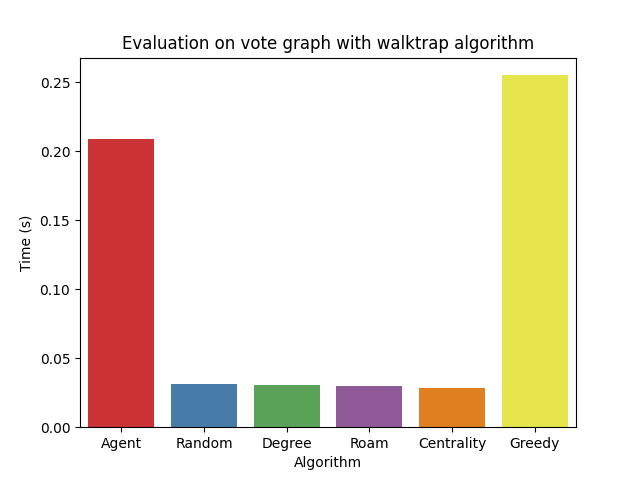 Evaluation on vote graph with walktrap algorithm
Time (s)
0.25
0.20
0.15
0.10
0.05
0.00
Agent Random Degree Roam Centrality Greedy
Algorithm